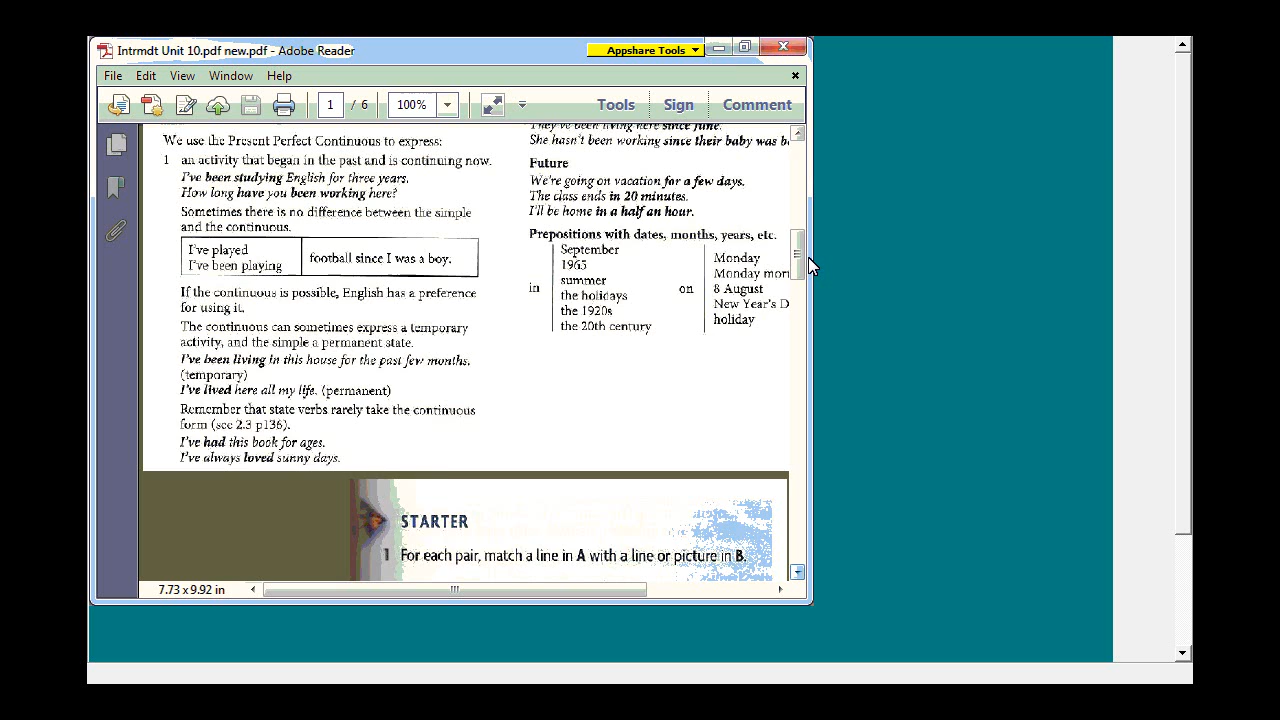 Intrmdt Unit 10.pdf new.pdf - Adobe Reader
Appshare Tools
File Edit View Window Help
1 / 6 100% Tools Sign Comment
We use the Present Perfect Continuous to express:
1 an activity that began in the past and is continuing now.
I've been studying English for three years.
How long have you been working here?
Sometimes there is no difference between the simple
and the continuous.
I've played
I've been playing
football since I was a boy.
If the continuous is possible, English has a preference
for using it.
The continuous can sometimes express a temporary
activity, and the simple a permanent state.
I've been living in this house for the past few months.
(temporary)
I've lived here all my life. (permanent)
Remember that state verbs rarely take the continuous
form (see 2.3 p136).
I've had this book for ages.
I've always loved sunny days.
They've been living here since June.
She hasn't been working since their baby was b
Future
We're going on vacation for a few days.
The class ends in 20 minutes.
I'll be home in a half an hour.
Prepositions with dates, months, years, etc.
in
September
1965
summer
the holidays
the 1920s
the 20th century
on
Monday
Monday mor
8 August
New Year's D
holiday
STARTER
1 For each pair, match a line in A with a line or picture in B.
7.73 x 9.92 in